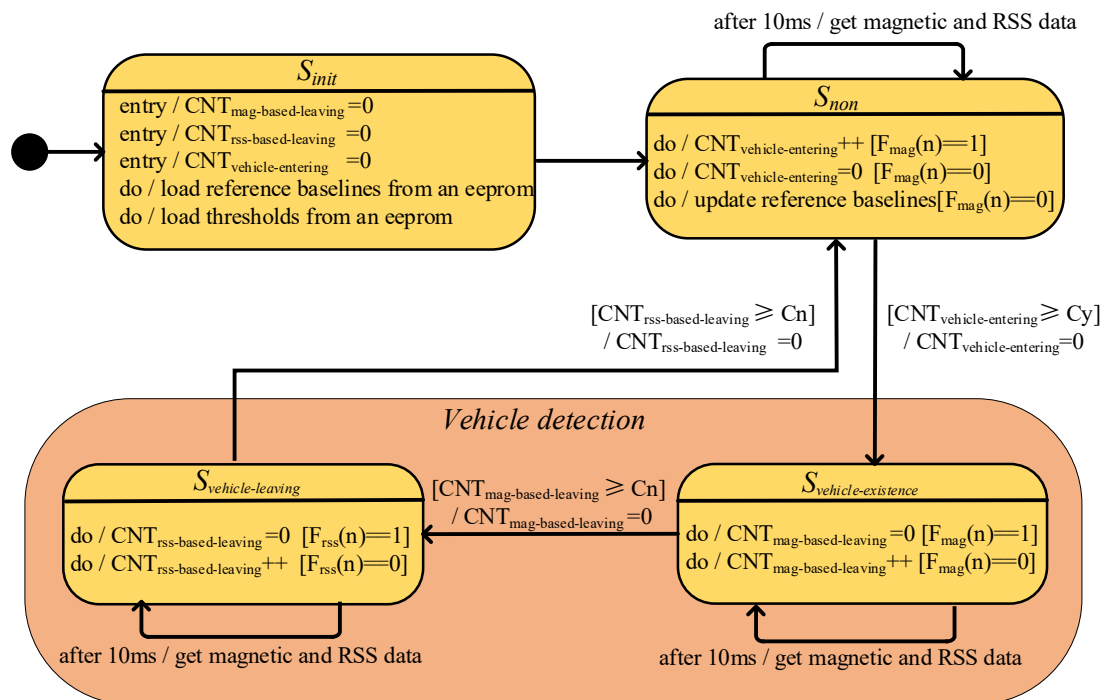 after 10ms / get magnetic and RSS data
S_init
entry / CNT_mag-based-leaving=0
entry / CNT_rss-based-leaving =0
entry / CNT_vehicle-entering =0
do / load reference baselines from an eeprom
do / load thresholds from an eeprom
S_non
do / CNT_vehicle-entering++ [F_mag(n)==1]
do / CNT_vehicle-entering=0 [F_mag(n)==0]
do / update reference baselines[F_mag(n)==0]
[CNT_rss-based-leaving ≥ Cn]
/ CNT_rss-based-leaving =0
[CNT_vehicle-entering ≥ Cy]
/ CNT_vehicle-entering=0
Vehicle detection
S_vehicle-leaving
do / CNT_rss-based-leaving=0 [F_rss(n)==1]
do / CNT_rss-based-leaving++ [F_rss(n)==0]
[CNT_mag-based-leaving ≥ Cn]
/ CNT_mag-based-leaving=0
S_vehicle-existence
do / CNT_mag-based-leaving=0 [F_mag(n)==1]
do / CNT_mag-based-leaving++ [F_mag(n)==0]
after 10ms / get magnetic and RSS data
after 10ms / get magnetic and RSS data